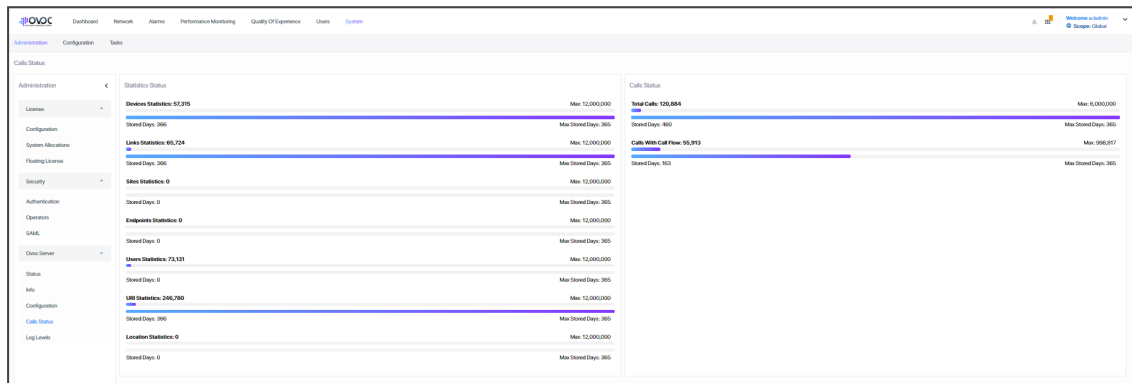 OVOC Dashboard Network Alarms Performance Monitoring Quality Of Experience Users System
Welcome acladmin
Scope: Global
Administration Configuration Tasks
Calls Status
Administration
License
Configuration
System Allocations
Floating License
Security
Authentication
Operators
SAML
Ovoc Server
Status
Info
Configuration
Calls Status
Log Levels
Statistics Status
Devices Statistics: 57,315 Max: 12,000,000
Stored Days: 366 Max Stored Days: 365
Links Statistics: 65,724 Max: 12,000,000
Stored Days: 366 Max Stored Days: 365
Sites Statistics: 0 Max: 12,000,000
Stored Days: 0 Max Stored Days: 365
Endpoints Statistics: 0 Max: 12,000,000
Stored Days: 0 Max Stored Days: 365
Users Statistics: 73,131 Max: 12,000,000
Stored Days: 0 Max Stored Days: 365
URI Statistics: 246,780 Max: 12,000,000
Stored Days: 366 Max Stored Days: 365
Location Statistics: 0 Max: 12,000,000
Stored Days: 0 Max Stored Days: 365
Calls Status
Total Calls: 120,884 Max: 6,000,000
Stored Days: 460 Max Stored Days: 365
Calls With Call Flow: 55,913 Max: 998,817
Stored Days: 163 Max Stored Days: 365